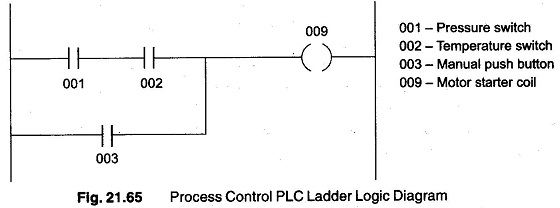 009
001 – Pressure switch
002 – Temperature switch
003 – Manual push button
009 – Motor starter coil
001 002
003
Fig. 21.65 Process Control PLC Ladder Logic Diagram